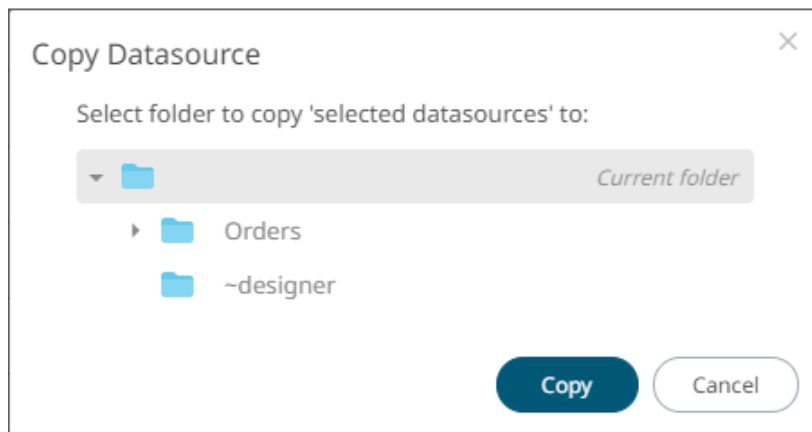 Copy Datasource
Select folder to copy 'selected datasources' to:
Current folder
Orders
~designer
Copy
Cancel